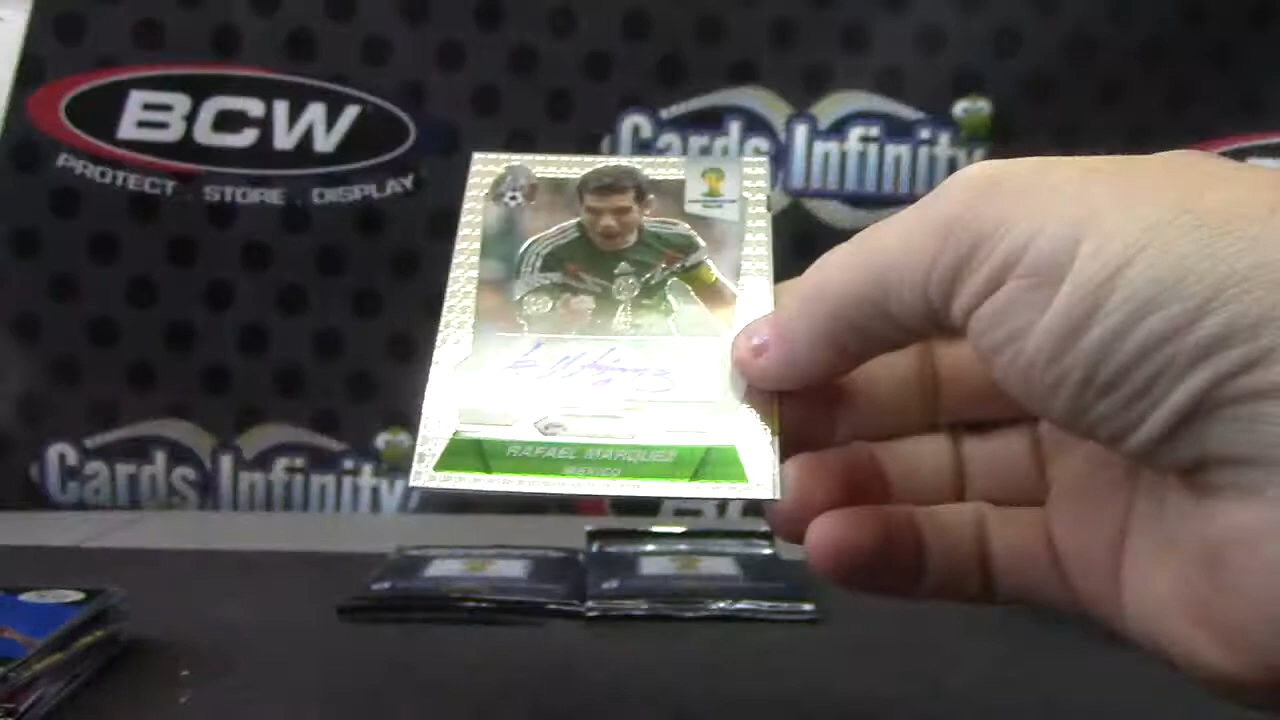 BCW
PROTECT . STORE . DISPLAY
Cards Infinity
RAFAEL MARQUEZ
MEXICO
Cards Infinity